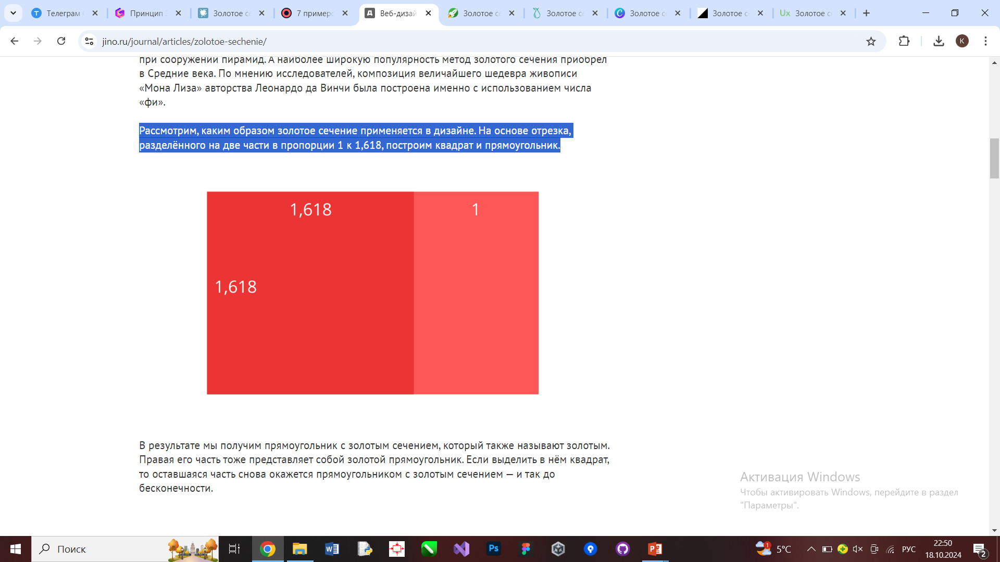 Телеграм
Принцип
Золотое
7 примеро
Веб-дизай
Золотое
Золотое
Золотое
Золотое
Золотое
jino.ru/journal/articles/zolotoe-sechenie/
K
при сооружении пирамид. А наиболее широкую популярность метод золотого сечения приобрел
в Средние века. По мнению исследователей, композиция величайшего шедевра живописи
«Мона Лиза» авторства Леонардо да Винчи была построена именно с использованием числа
«фи».
Рассмотрим, каким образом золотое сечение применяется в дизайне. На основе отрезка,
разделённого на две части в пропорции 1 к 1,618, построим квадрат и прямоугольник.
1,618
1
1,618
В результате мы получим прямоугольник с золотым сечением, который также называют золотым.
Правая его часть тоже представляет собой золотой прямоугольник. Если выделить в нём квадрат,
то оставшаяся часть снова окажется прямоугольником с золотым сечением — и так до
бесконечности.
Активация Windows
Чтобы активировать Windows, перейдите в раздел
"Параметры".
Поиск
5°C
РУС
22:50
18.10.2024
2